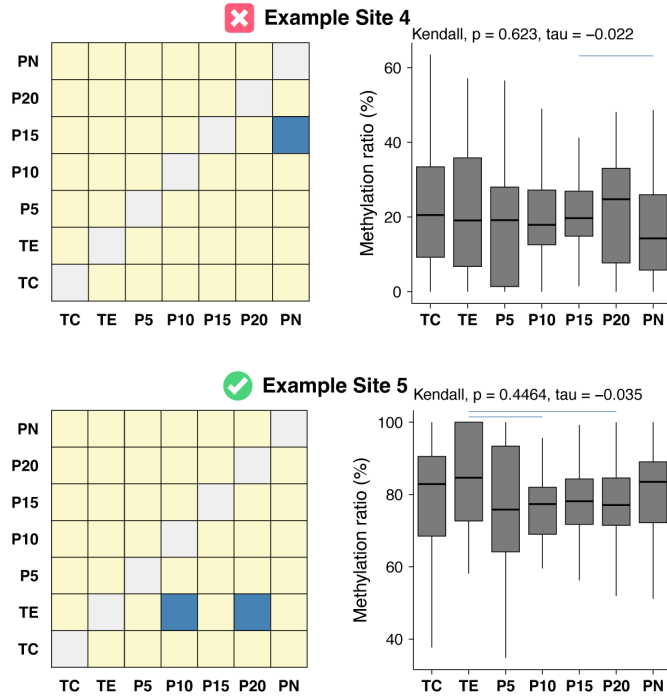 Example Site 4
Kendall, p = 0.623, tau = −0.022
PN
P20
P15
P10
P5
TE
TC
TC TE P5 P10 P15 P20 PN
Methylation ratio (%)
60
40
20
0
TC TE P5 P10 P15 P20 PN
Example Site 5
Kendall, p = 0.4464, tau = −0.035
PN
P20
P15
P10
P5
TE
TC
TC TE P5 P10 P15 P20 PN
Methylation ratio (%)
100
80
60
40
TC TE P5 P10 P15 P20 PN